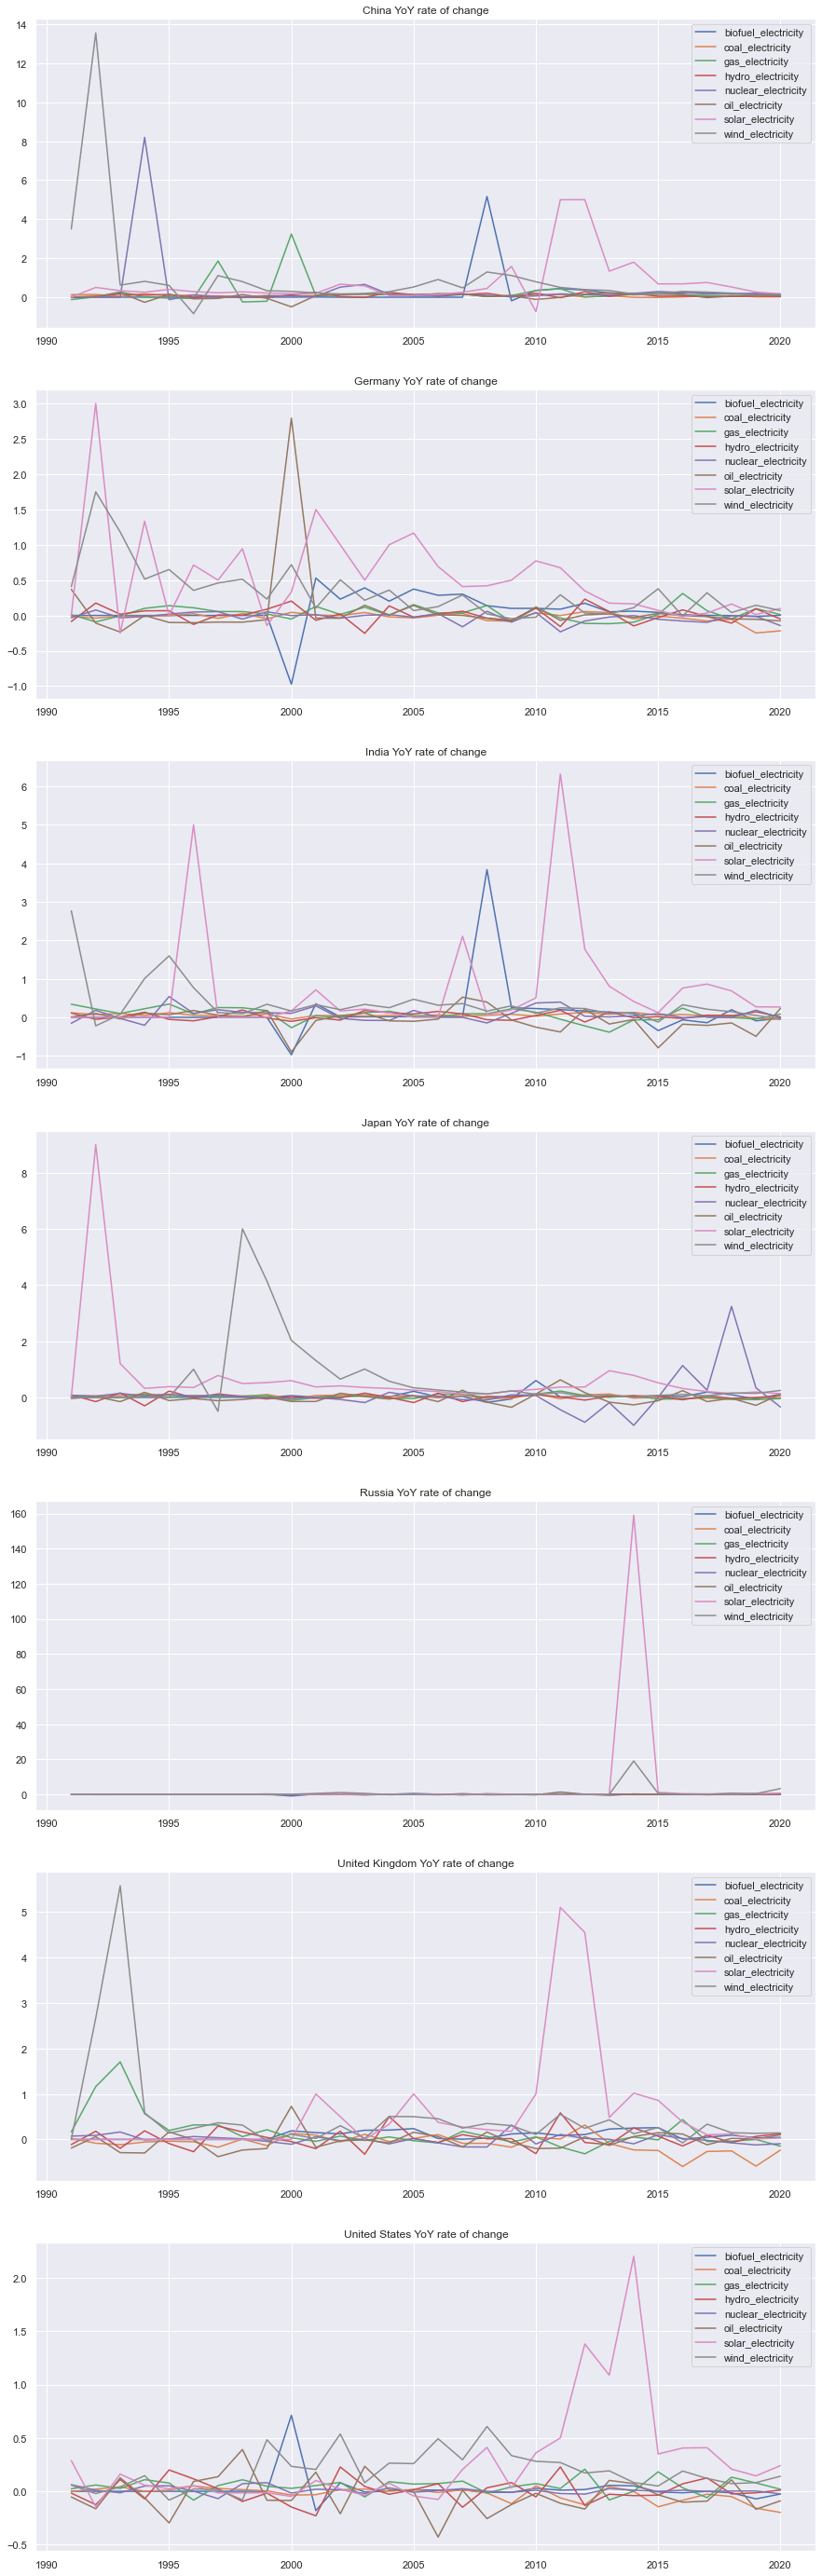 China YoY rate of change
14
12
10
8
6
4
2
0
biofuel_electricity
coal_electricity
gas_electricity
hydro_electricity
nuclear_electricity
oil_electricity
solar_electricity
wind_electricity
1990 1995 2000 2005 2010 2015 2020
Germany YoY rate of change
3.0
2.5
2.0
1.5
1.0
0.5
0.0
−0.5
−1.0
biofuel_electricity
coal_electricity
gas_electricity
hydro_electricity
nuclear_electricity
oil_electricity
solar_electricity
wind_electricity
1990 1995 2000 2005 2010 2015 2020
India YoY rate of change
6
5
4
3
2
1
0
−1
biofuel_electricity
coal_electricity
gas_electricity
hydro_electricity
nuclear_electricity
oil_electricity
solar_electricity
wind_electricity
1990 1995 2000 2005 2010 2015 2020
Japan YoY rate of change
8
6
4
2
0
biofuel_electricity
coal_electricity
gas_electricity
hydro_electricity
nuclear_electricity
oil_electricity
solar_electricity
wind_electricity
1990 1995 2000 2005 2010 2015 2020
Russia YoY rate of change
160
140
120
100
80
60
40
20
0
biofuel_electricity
coal_electricity
gas_electricity
hydro_electricity
nuclear_electricity
oil_electricity
solar_electricity
wind_electricity
1990 1995 2000 2005 2010 2015 2020
United Kingdom YoY rate of change
5
4
3
2
1
0
biofuel_electricity
coal_electricity
gas_electricity
hydro_electricity
nuclear_electricity
oil_electricity
solar_electricity
wind_electricity
1990 1995 2000 2005 2010 2015 2020
United States YoY rate of change
2.0
1.5
1.0
0.5
0.0
−0.5
biofuel_electricity
coal_electricity
gas_electricity
hydro_electricity
nuclear_electricity
oil_electricity
solar_electricity
wind_electricity
1990 1995 2000 2005 2010 2015 2020